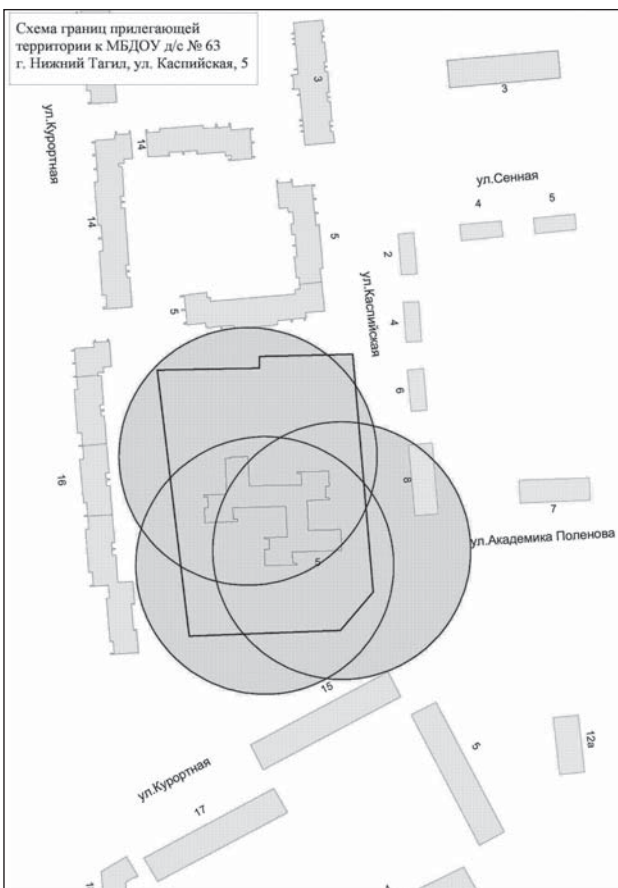 Схема границ прилегающей
территории к МБДОУ д/с № 63
г. Нижний Тагил, ул. Каспийская, 5
3
3
ул.Курортная
14
14
ул.Сенная
4
5
5
2
ул.Каспийская
5
4
6
16
8
7
ул.Академика Поленова
5
15
5
12а
ул.Курортная
17